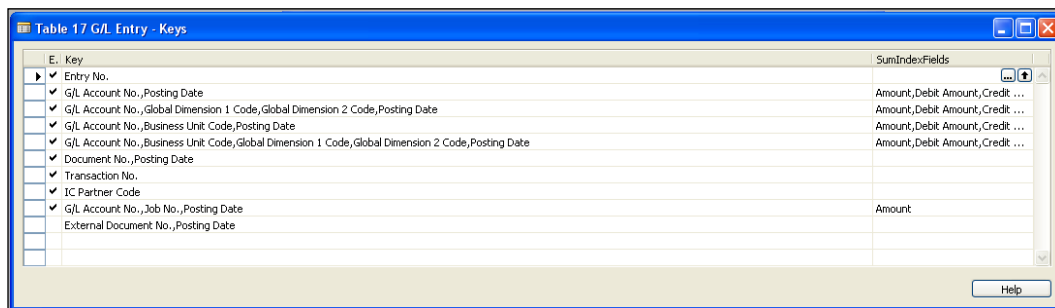 Table 17 G/L Entry - Keys
E. Key SumIndexFields
Entry No.
G/L Account No.,Posting Date Amount,Debit Amount,Credit ...
G/L Account No.,Global Dimension 1 Code,Global Dimension 2 Code,Posting Date Amount,Debit Amount,Credit ...
G/L Account No.,Business Unit Code,Posting Date Amount,Debit Amount,Credit ...
G/L Account No.,Business Unit Code,Global Dimension 1 Code,Global Dimension 2 Code,Posting Date Amount,Debit Amount,Credit ...
Document No.,Posting Date
Transaction No.
IC Partner Code
G/L Account No.,Job No.,Posting Date Amount
External Document No.,Posting Date
Help